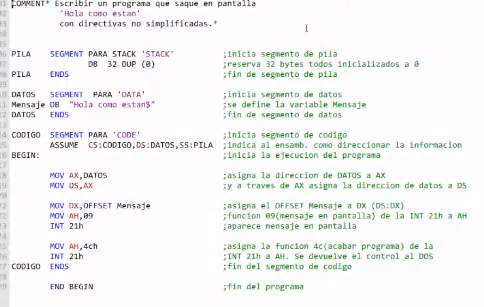 COMMENT* Escribir un programa que saque en pantalla
'Hola como estan'
con directivas no simplificadas.*
PILA SEGMENT PARA STACK 'STACK' ;inicia segmento de pila
DB 32 DUP (0) ;reserva 32 bytes todos inicializados a 0
PILA ENDS ;fin de segmento de pila
DATOS SEGMENT PARA 'DATA' ;inicia segmento de datos
Mensaje DB "Hola como estan$" ;se define la variable Mensaje
DATOS ENDS ;fin de segmento de datos
CODIGO SEGMENT PARA 'CODE' ;inicia segmento de codigo
ASSUME CS:CODIGO,DS:DATOS,SS:PILA ;indica al ensamb. como direccionar la informacion
BEGIN: ;inicia la ejecucion del programa
MOV AX,DATOS ;asigna la direccion de DATOS a AX
MOV DS,AX ;y a traves de AX asigna la direccion de datos a DS
MOV DX,OFFSET Mensaje ;asigna el OFFSET Mensaje a DX (DS:DX)
MOV AH,09 ;funcion 09(mensaje en pantalla) de la INT 21h a AH
INT 21h ;aparece mensaje en pantalla
MOV AH,4ch ;asigna la funcion 4c(acabar programa) de la
INT 21h ;INT 21h a AH. Se devuelve el control al DOS
CODIGO ENDS ;fin del segmento de codigo
END BEGIN ;fin del programa